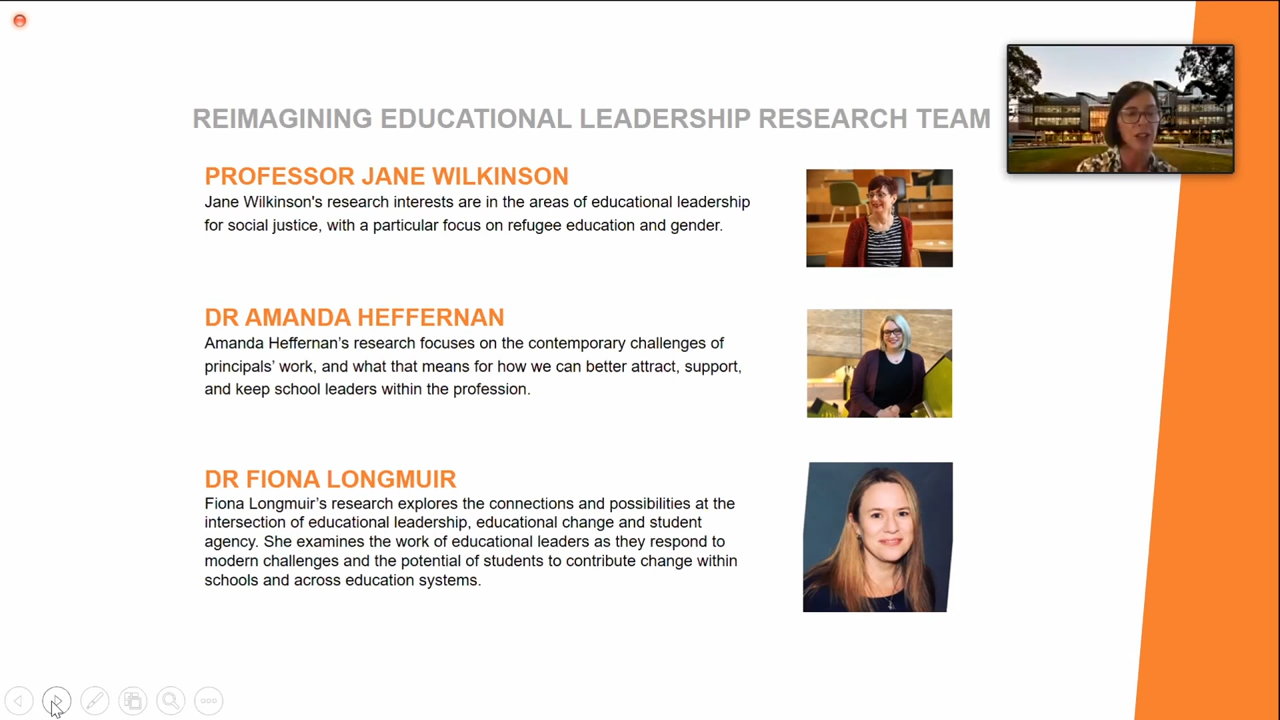 REIMAGINING EDUCATIONAL LEADERSHIP RESEARCH TEAM
PROFESSOR JANE WILKINSON
Jane Wilkinson's research interests are in the areas of educational leadership
for social justice, with a particular focus on refugee education and gender.
DR AMANDA HEFFERNAN
Amanda Heffernan’s research focuses on the contemporary challenges of
principals’ work, and what that means for how we can better attract, support,
and keep school leaders within the profession.
DR FIONA LONGMUIR
Fiona Longmuir’s research explores the connections and possibilities at the
intersection of educational leadership, educational change and student
agency. She examines the work of educational leaders as they respond to
modern challenges and the potential of students to contribute change within
schools and across education systems.